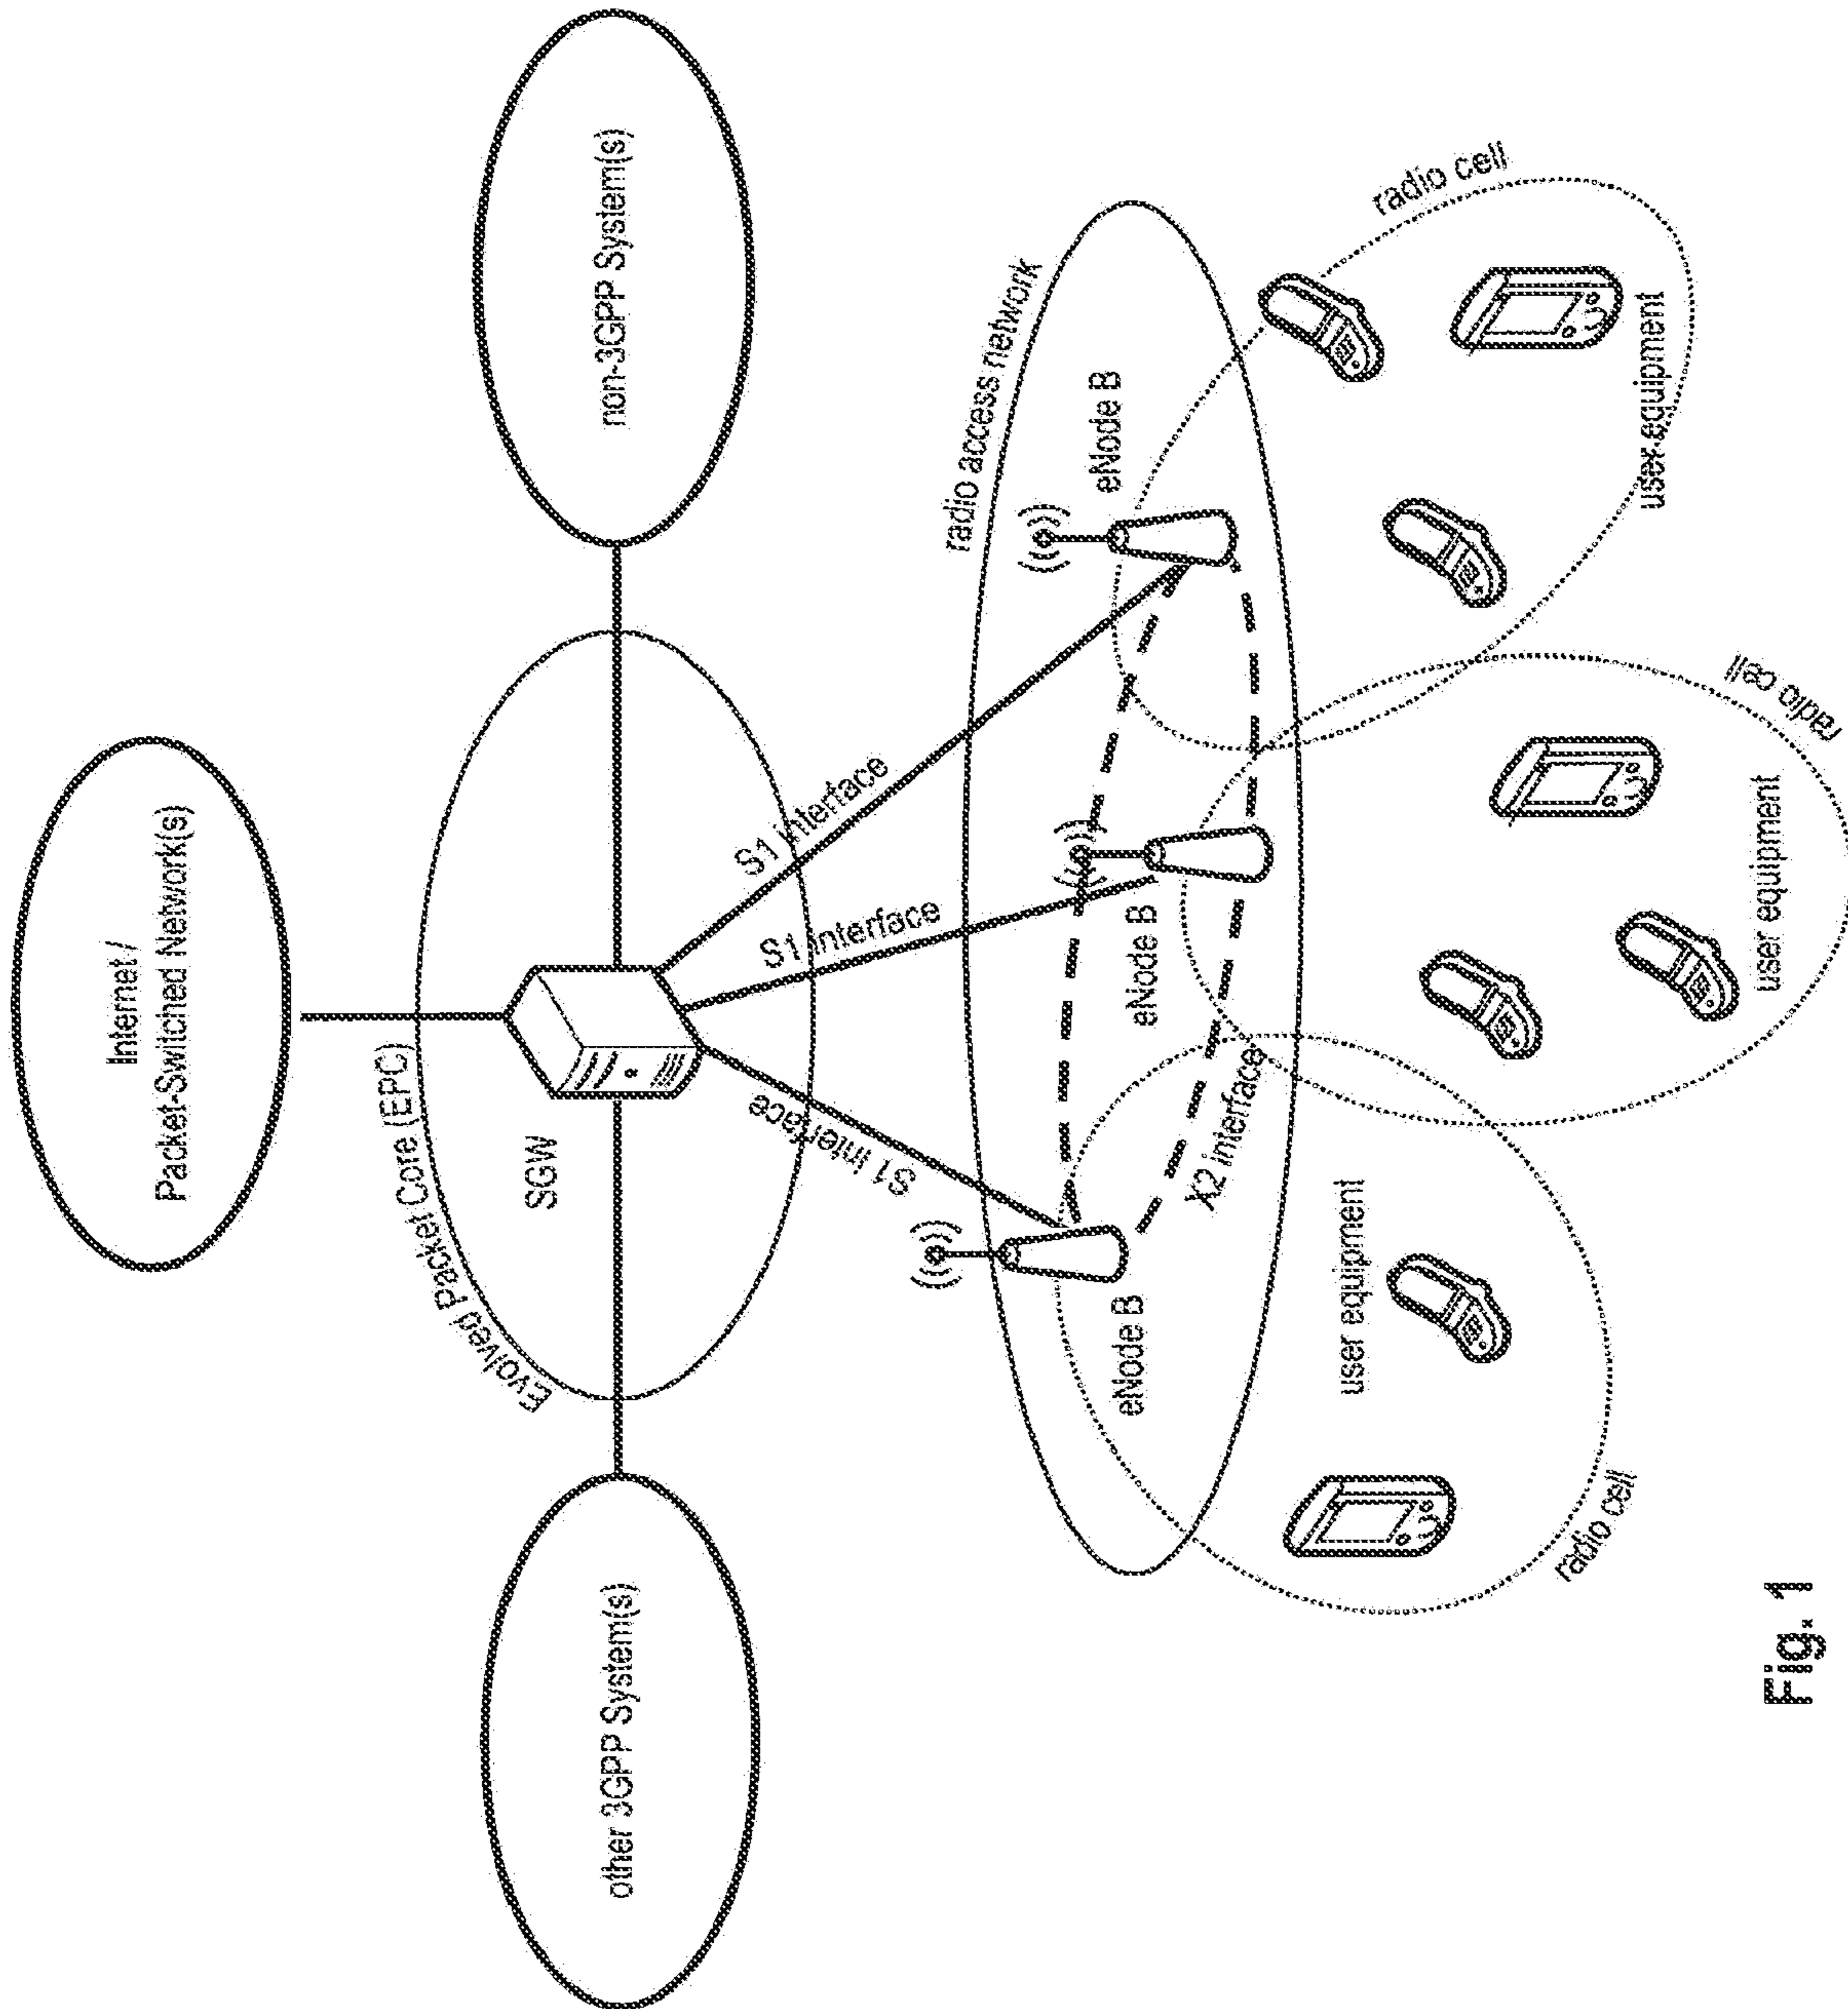 Internet /
Packet-Switched Network(s)
Evolved Packet Core (EPC)
SGW
other 3GPP System(s)
non-3GPP System(s)
S1 interface
S1 interface
S1 interface
radio access network
eNode B
eNode B
eNode B
X2 interface
user equipment
radio cell
user equipment
radio cell
user equipment
radio cell
Fig. 1